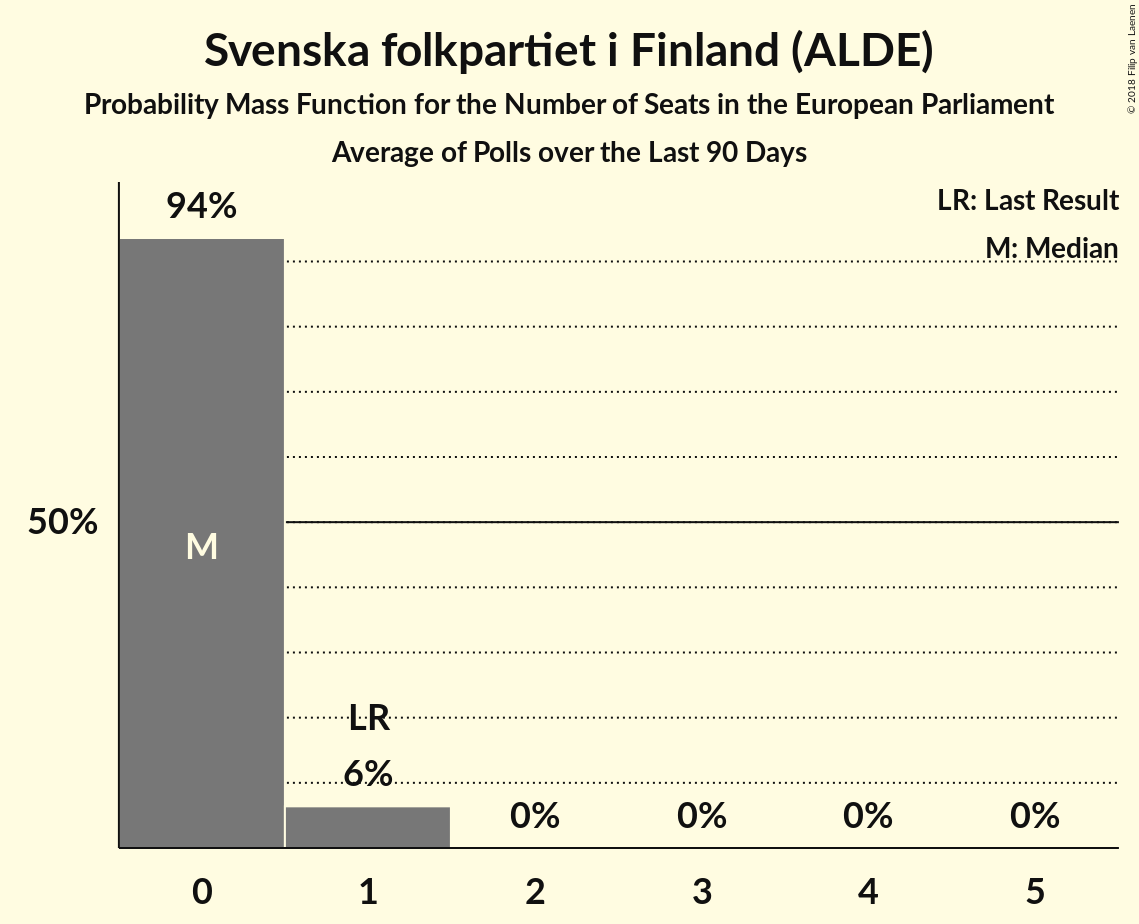 Svenska folkpartiet i Finland (ALDE)
Probability Mass Function for the Number of Seats in the European Parliament
Average of Polls over the Last 90 Days
© 2018 Filip van Laenen
LR: Last Result
M: Median
94%
50%
M
LR
6%
0%
0%
0%
0%
0
1
2
3
4
5